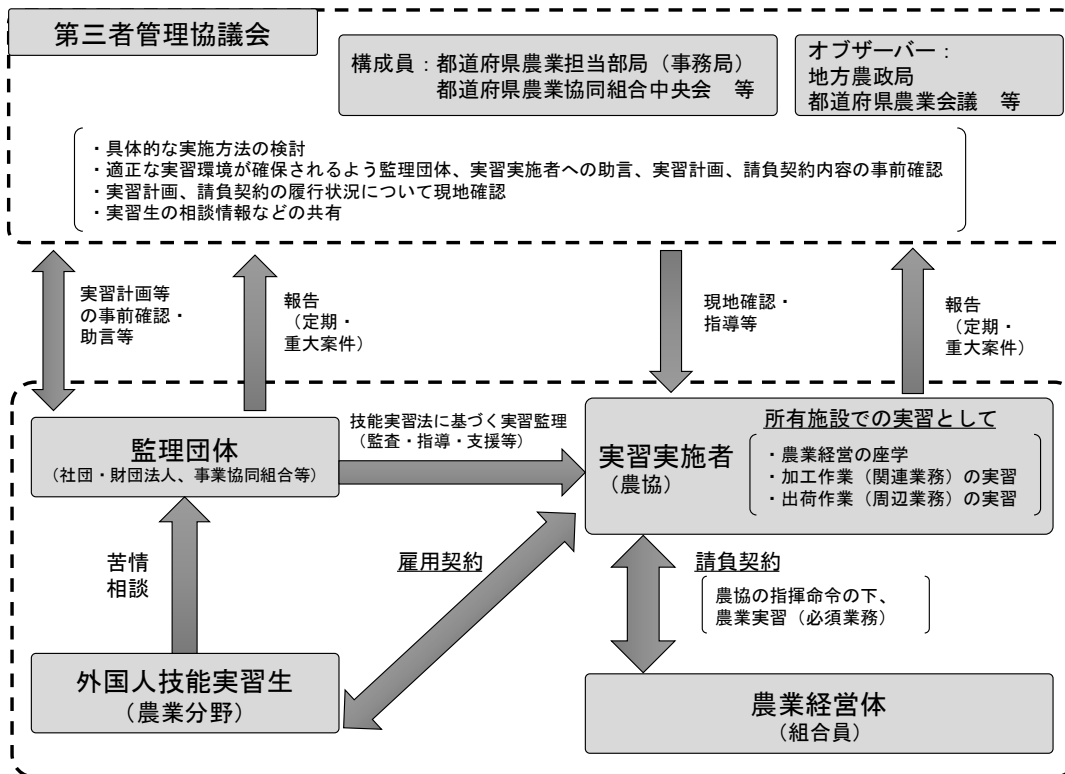 第三者管理協議会
構成員：都道府県農業担当部局（事務局）
都道府県農業協同組合中央会　等
オブザーバー：
地方農政局
都道府県農業会議　等
・具体的な実施方法の検討
・適正な実習環境が確保されるよう監理団体、実習実施者への助言、実習計画、請負契約内容の事前確認
・実習計画、請負契約の履行状況について現地確認
・実習生の相談情報などの共有
実習計画等
の事前確認・
助言等
報告
（定期・
重大案件）
現地確認・
指導等
報告
（定期・
重大案件）
監理団体
（社団・財団法人、事業協同組合等）
技能実習法に基づく実習監理
（監査・指導・支援等）
実習実施者
（農協）
所有施設での実習として
・農業経営の座学
・加工作業（関連業務）の実習
・出荷作業（周辺業務）の実習
苦情
相談
雇用契約
請負契約
農協の指揮命令の下、
農業実習（必須業務）
外国人技能実習生
（農業分野）
農業経営体
（組合員）